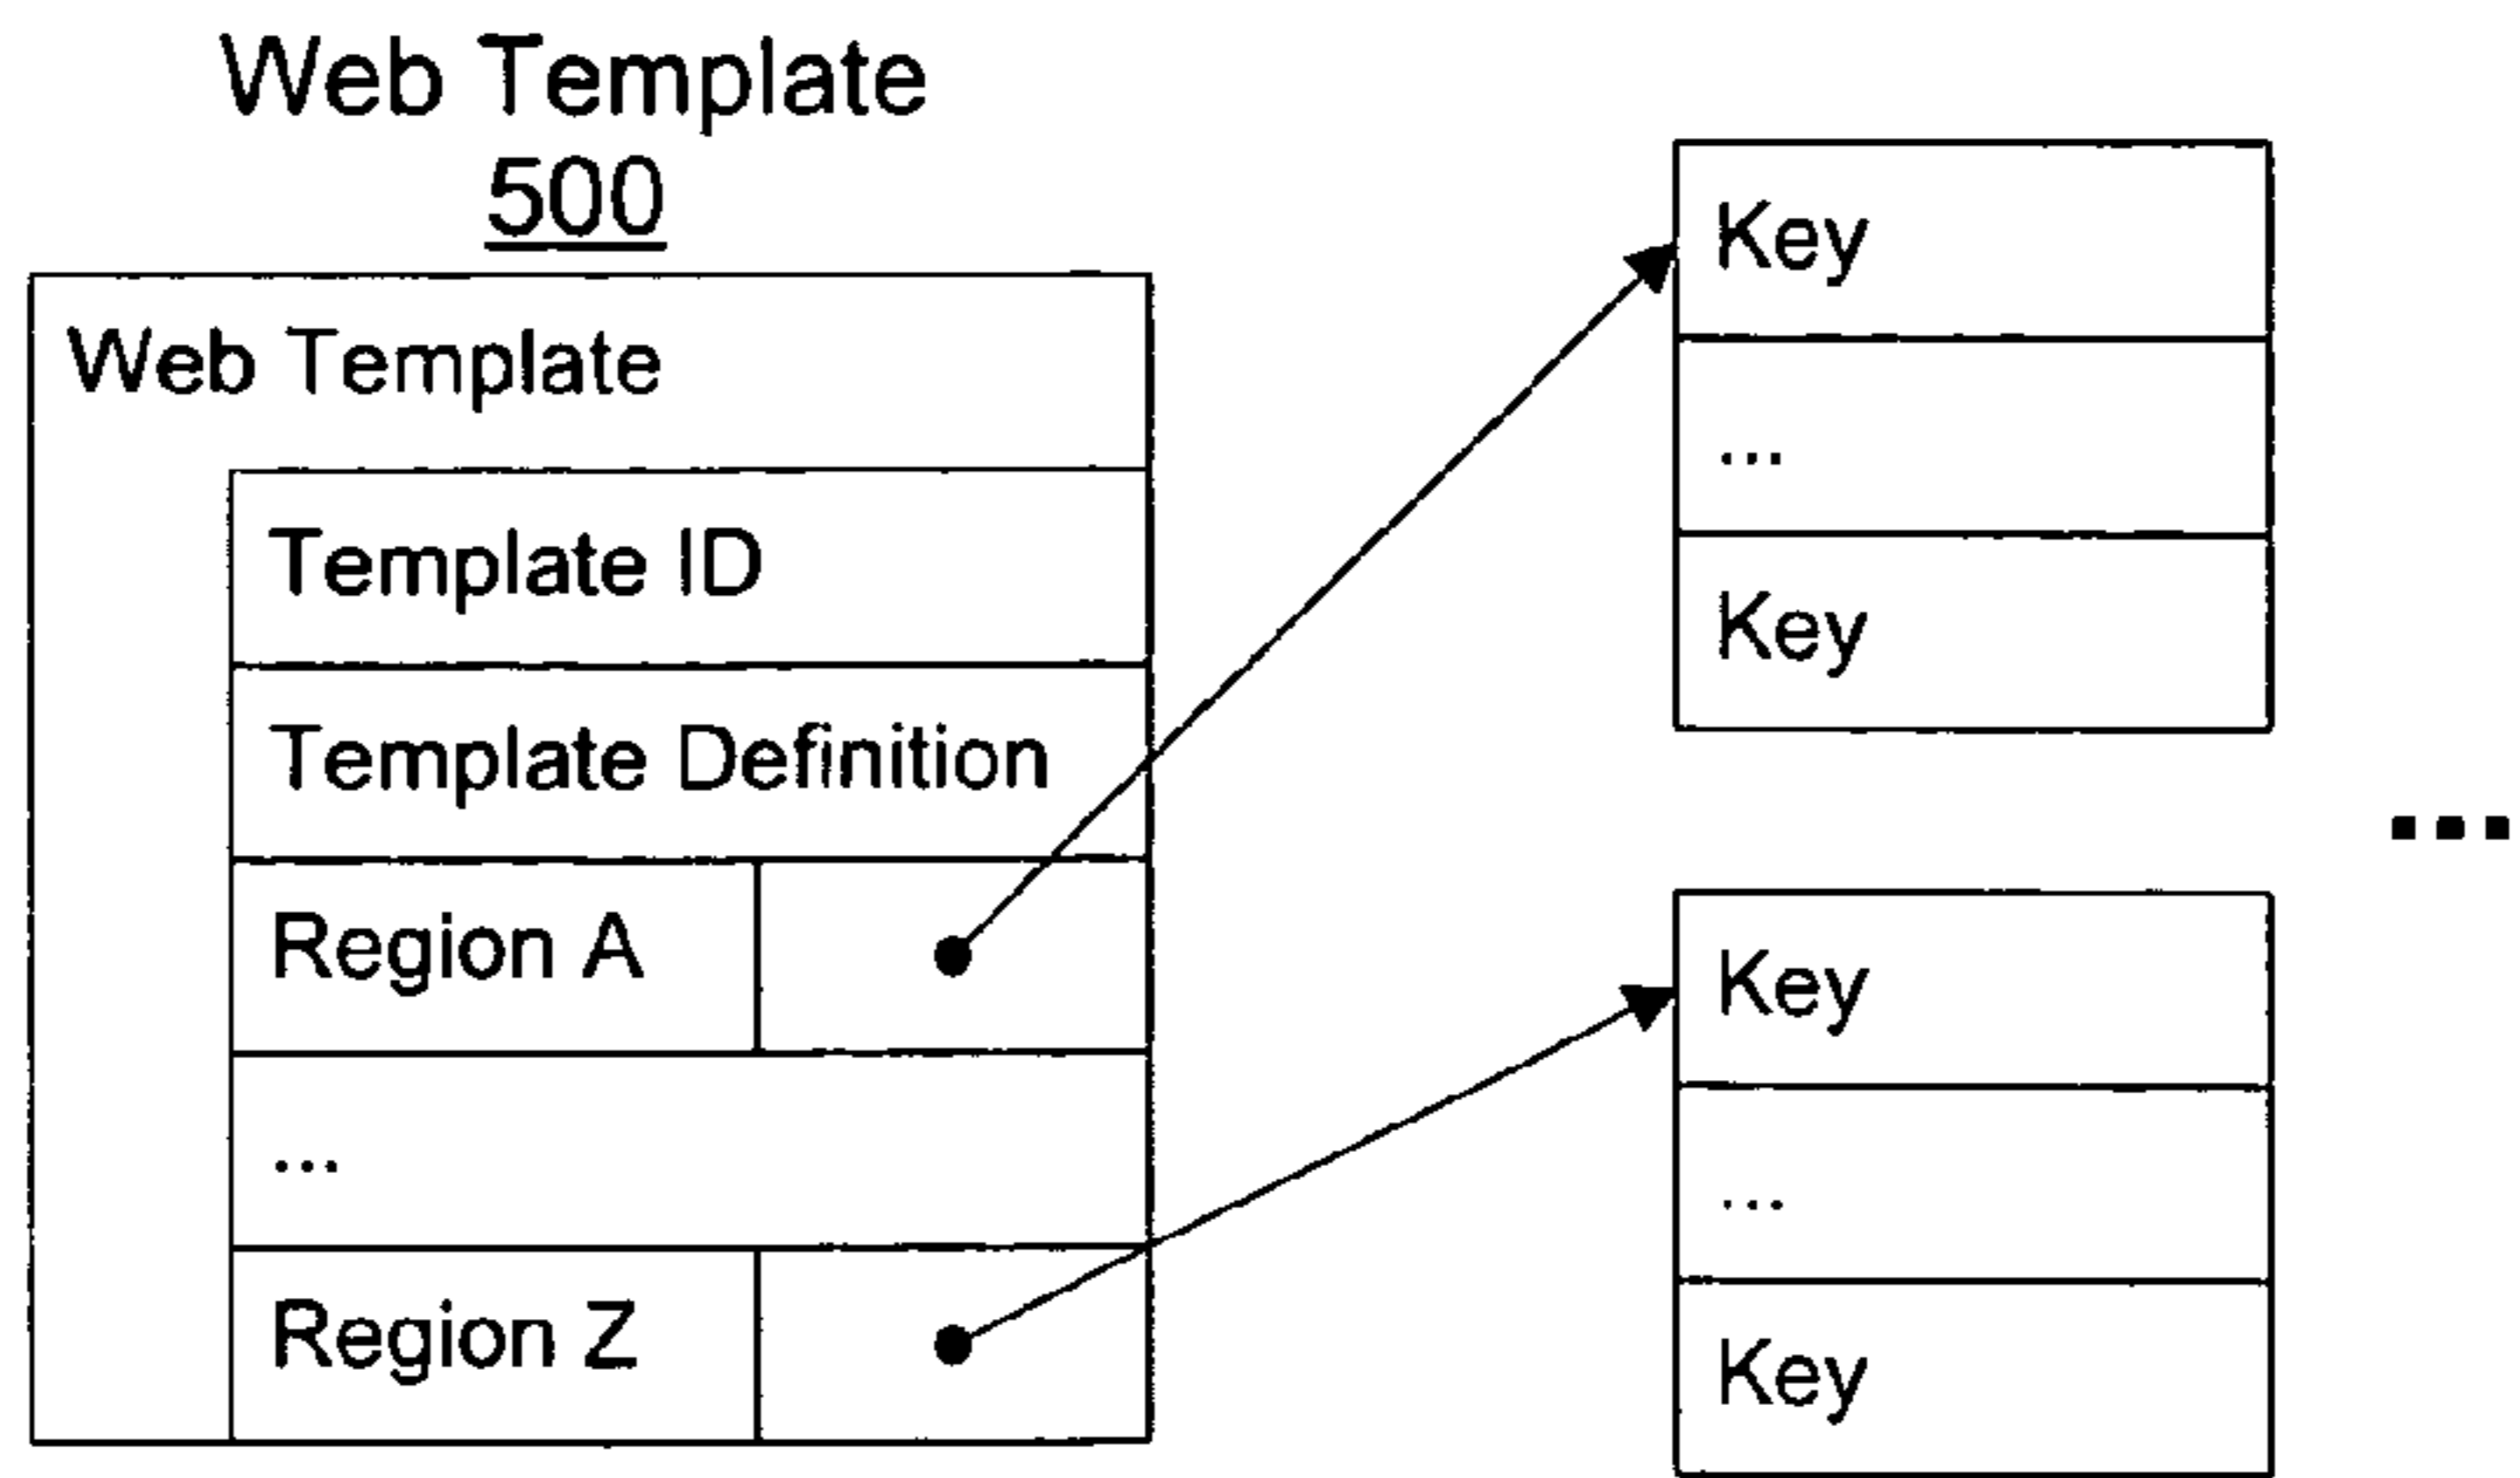 Web Template
500
Web Template
Template ID
Template Definition
Region A
...
Region Z
Key
...
Key
...
Key
...
Key